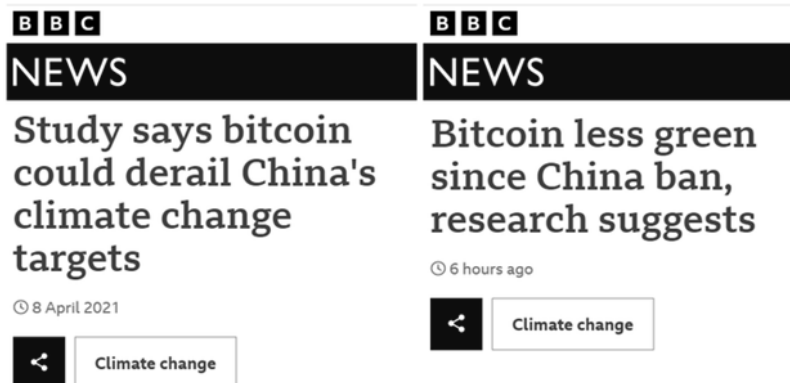 BBC
NEWS
Study says bitcoin
could derail China's
climate change
targets
8 April 2021
Climate change
BBC
NEWS
Bitcoin less green
since China ban,
research suggests
6 hours ago
Climate change